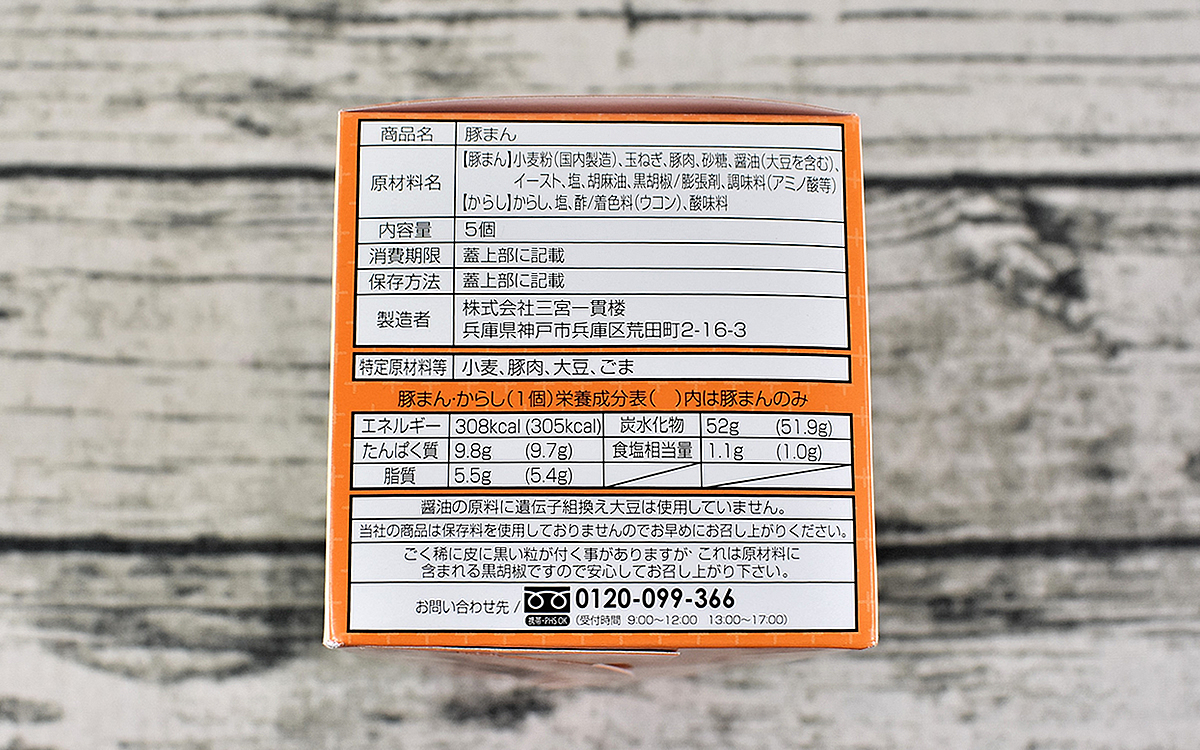 商品名 豚まん
原材料名 【豚まん】小麦粉(国内製造)、玉ねぎ、豚肉、砂糖、醤油(大豆を含む)、
イースト、塩、胡麻油、黒胡椒/膨張剤、調味料(アミノ酸等)
【からし】からし、塩、酢/着色料(ウコン)、酸味料
内容量 5個
消費期限 蓋上部に記載
保存方法 蓋上部に記載
製造者 株式会社三宮一貫楼
兵庫県神戸市兵庫区荒田町2-16-3
特定原材料等 小麦、豚肉、大豆、ごま
豚まん・からし(1個)栄養成分表( )内は豚まんのみ
エネルギー 308kcal (305kcal) 炭水化物 52g (51.9g)
たんぱく質 9.8g (9.7g) 食塩相当量 1.1g (1.0g)
脂質 5.5g (5.4g)
醤油の原料に遺伝子組換え大豆は使用していません。
当社の商品は保存料を使用しておりませんのでお早めにお召し上がりください。
ごく稀に皮に黒い粒が付く事がありますが、これは原材料に
含まれる黒胡椒ですので安心してお召し上がり下さい。
お問い合わせ先 / 0120-099-366
携帯・PHS OK (受付時間 9:00〜12:00 13:00〜17:00)